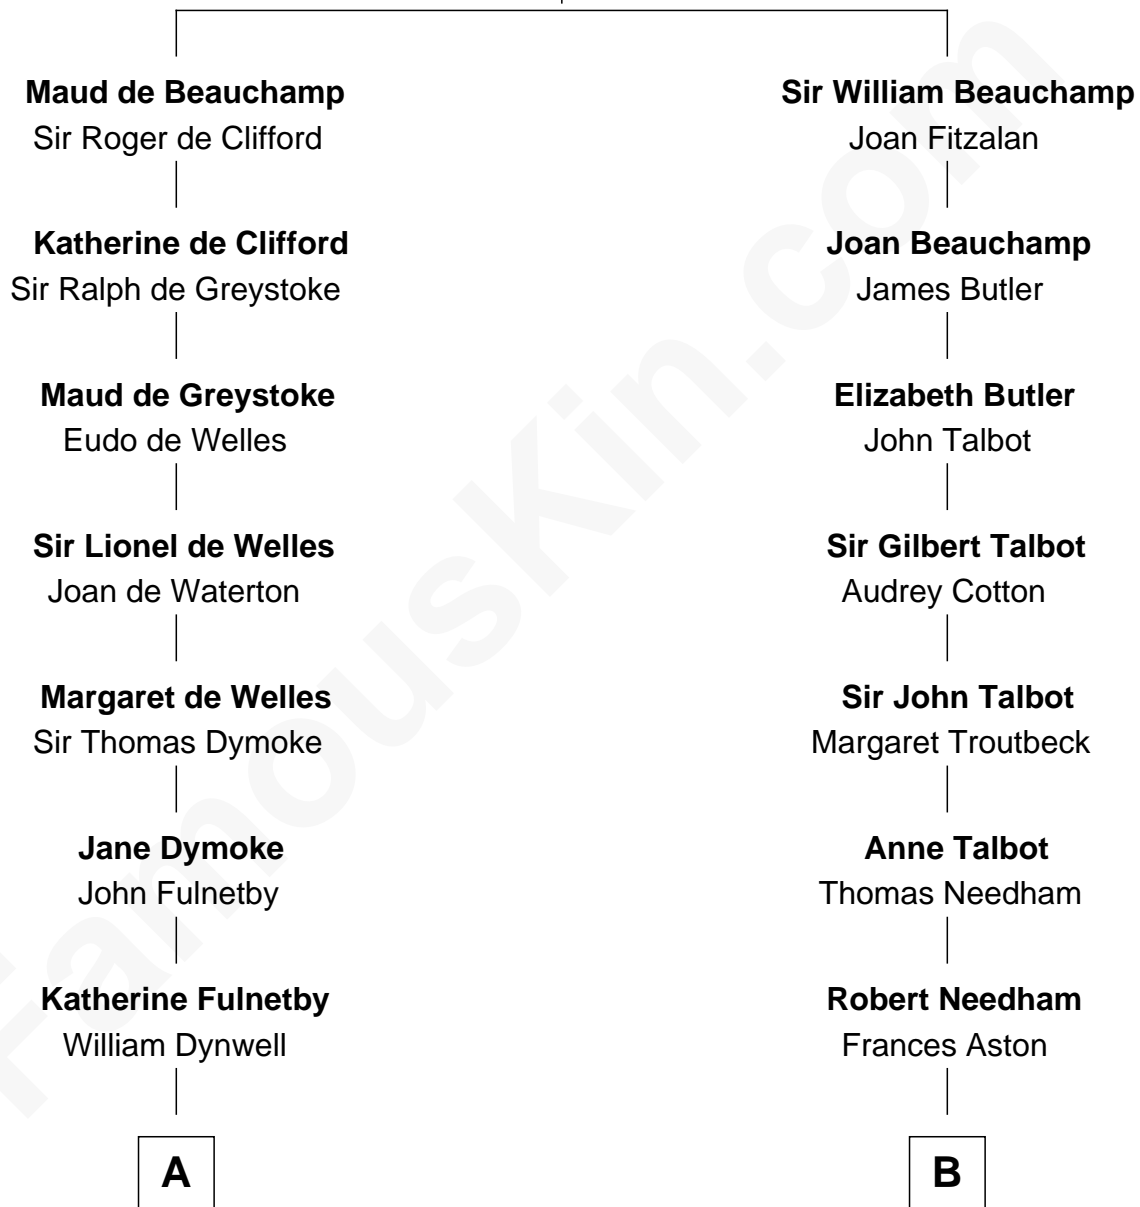 Maud de Beauchamp
Sir Roger de Clifford
Katherine de Clifford
Sir Ralph de Greystoke
Maud de Greystoke
Eudo de Welles
Sir Lionel de Welles
Joan de Waterton
Margaret de Welles
Sir Thomas Dymoke
Jane Dymoke
John Fulnetby
Katherine Fulnetby
William Dynwell
A
Sir William Beauchamp
Joan Fitzalan
Joan Beauchamp
James Butler
Elizabeth Butler
John Talbot
Sir Gilbert Talbot
Audrey Cotton
Sir John Talbot
Margaret Troutbeck
Anne Talbot
Thomas Needham
Robert Needham
Frances Aston
B
FamousKin.com